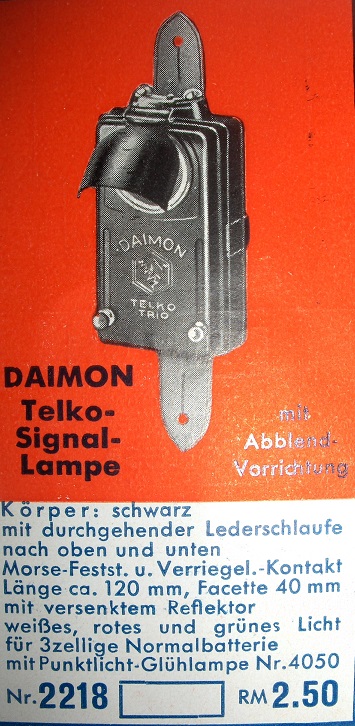 DAIMON
TELKO
TRIO
DAIMON
Telko-
Signal-
Lampe
mit
Abblend-
Vorrichtung
Körper: schwarz
mit durchgehender Lederschlaufe
nach oben und unten
Morse-Festst. u. Verriegel.-Kontakt
Länge ca. 120 mm, Facette 40 mm
mit versenktem Reflektor
weißes, rotes und grünes Licht
für 3zellige Normalbatterie
mit Punktlicht-Glühlampe Nr. 4050
Nr. 2218 RM 2.50